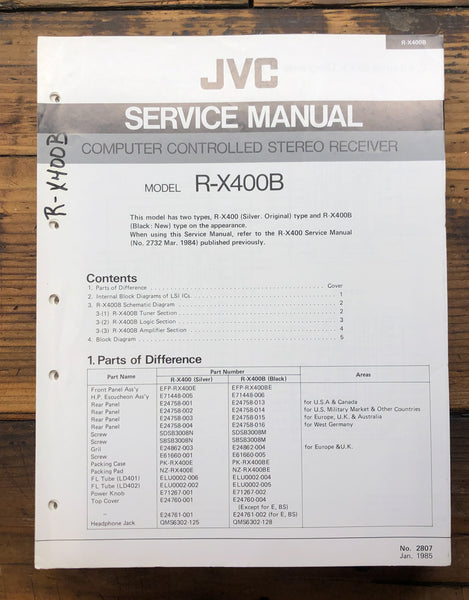 R-X400B
JVC
SERVICE MANUAL
COMPUTER CONTROLLED STEREO RECEIVER
R-X400B
MODEL R-X400B
This model has two types, R-X400 (Silver. Original) type and R-X400B
(Black: New) type on the appearance.
When using this Service Manual, refer to the R-X400 Service Manual
(No. 2732 Mar. 1984) published previously.
Contents
1. Parts of Difference Cover
2. Internal Block Diagrams of LSI ICs 1
3. R-X400B Schematic Diagram 2
3-(1) R-X400B Tuner Section 2
3-(2) R-X400B Logic Section 3
3-(3) R-X400B Amplifier Section 4
4. Block Diagram 5
1. Parts of Difference
Part Name Part Number Areas
R-X400 (Silver) R-X400B (Black)
Front Panel Ass'y EFP-RX400E EFP-RX400BE
H.P. Escucheon Ass'y E71448-005 E71448-006
Rear Panel E24758-001 E24758-013 for U.S.A & Canada
Rear Panel E24758-002 E24758-014 for U.S. Military Market & Other Countries
Rear Panel E24758-003 E24758-015 for Europe, U.K. & Australia
Rear Panel E24758-004 E24758-016 for West Germany
Screw SDSB3008M SDSB3008M
Screw SBSB3008M SBSB3008M
Gril E24862-003 E24862-004 for Europe &U.K.
Screw E61660-001 E61660-005
Packing Case PK-RX400E PK-RX400BE
Packing Pad NZ-RX400E NZ-RX400BE
FL Tube (LD401) ELU0002-006 ELU0002-004
FL Tube (LD402) ELU0002-002 ELU0002-005
Power Knob E71267-001 E71267-002
Top Cover E24760-001 E24760-004
(Except for E, BS)
– E24761-001 E24761-002 (for E, BS)
Headphone Jack QMS6302-125 QMS6302-128
No. 2807
Jan. 1985